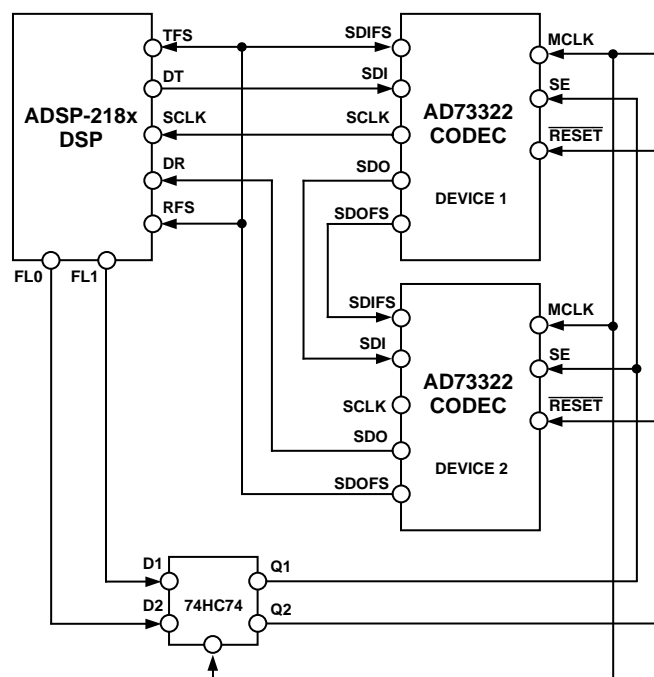 TFS
DT
SCLK
DR
RFS
ADSP-218x
DSP
FL0
FL1
SDIFS
SDI
SCLK
SDO
SDOFS
AD73322
CODEC
DEVICE 1
MCLK
SE
RESET
SDIFS
SDI
SCLK
SDO
SDOFS
AD73322
CODEC
DEVICE 2
MCLK
SE
RESET
D1
D2
74HC74
Q1
Q2